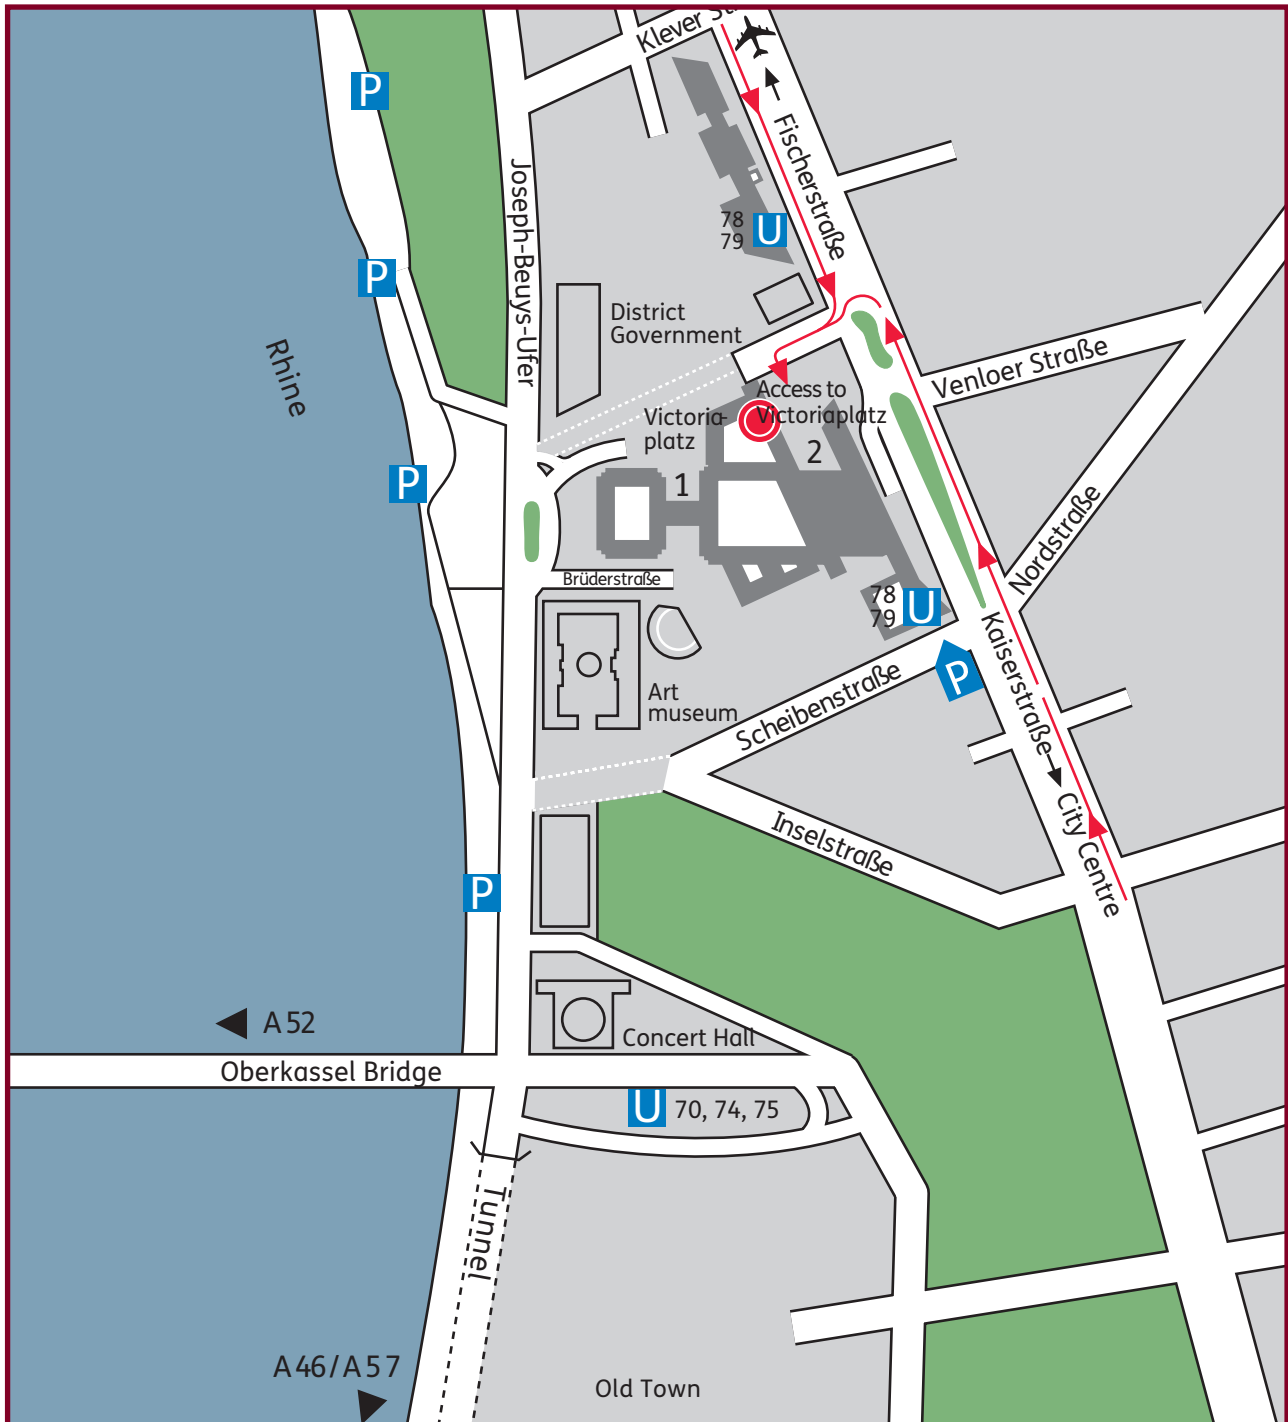 Klever St
P
Fischerstraße
Joseph-Beuys-Ufer
78
79
U
P
District
Government
Rhine
Venloer Straße
Access to
Victoriaplatz
Victoria-
platz
2
1
P
Nordstraße
Brüderstraße
78
79
U
Kaiserstraße
P
Art
museum
Scheibenstraße
City Centre
Inselstraße
P
A 52
Concert Hall
Oberkassel Bridge
U 70, 74, 75
Tunnel
A 46/A 57
Old Town